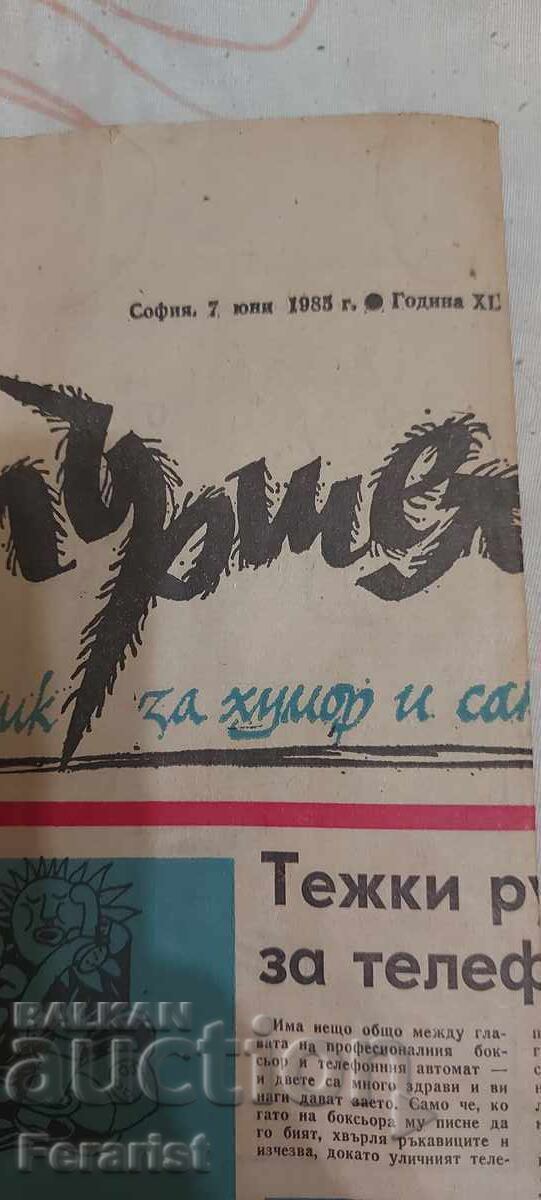 София, 7 юни 1985 г. ● Година XL
търше
ик за хумор и сат
Тежки ру
за телеф
Има нещо общо между гла-
вата на професионалния бок-
сьор и телефонния автомат —
и двете са много здрави и ви
наги дават заето. Само че, ко
гато на боксьора му писне да
го бият, хвърля ръкавиците и
изчезва, докато уличният теле-
BALKAN
auction
Ferarist